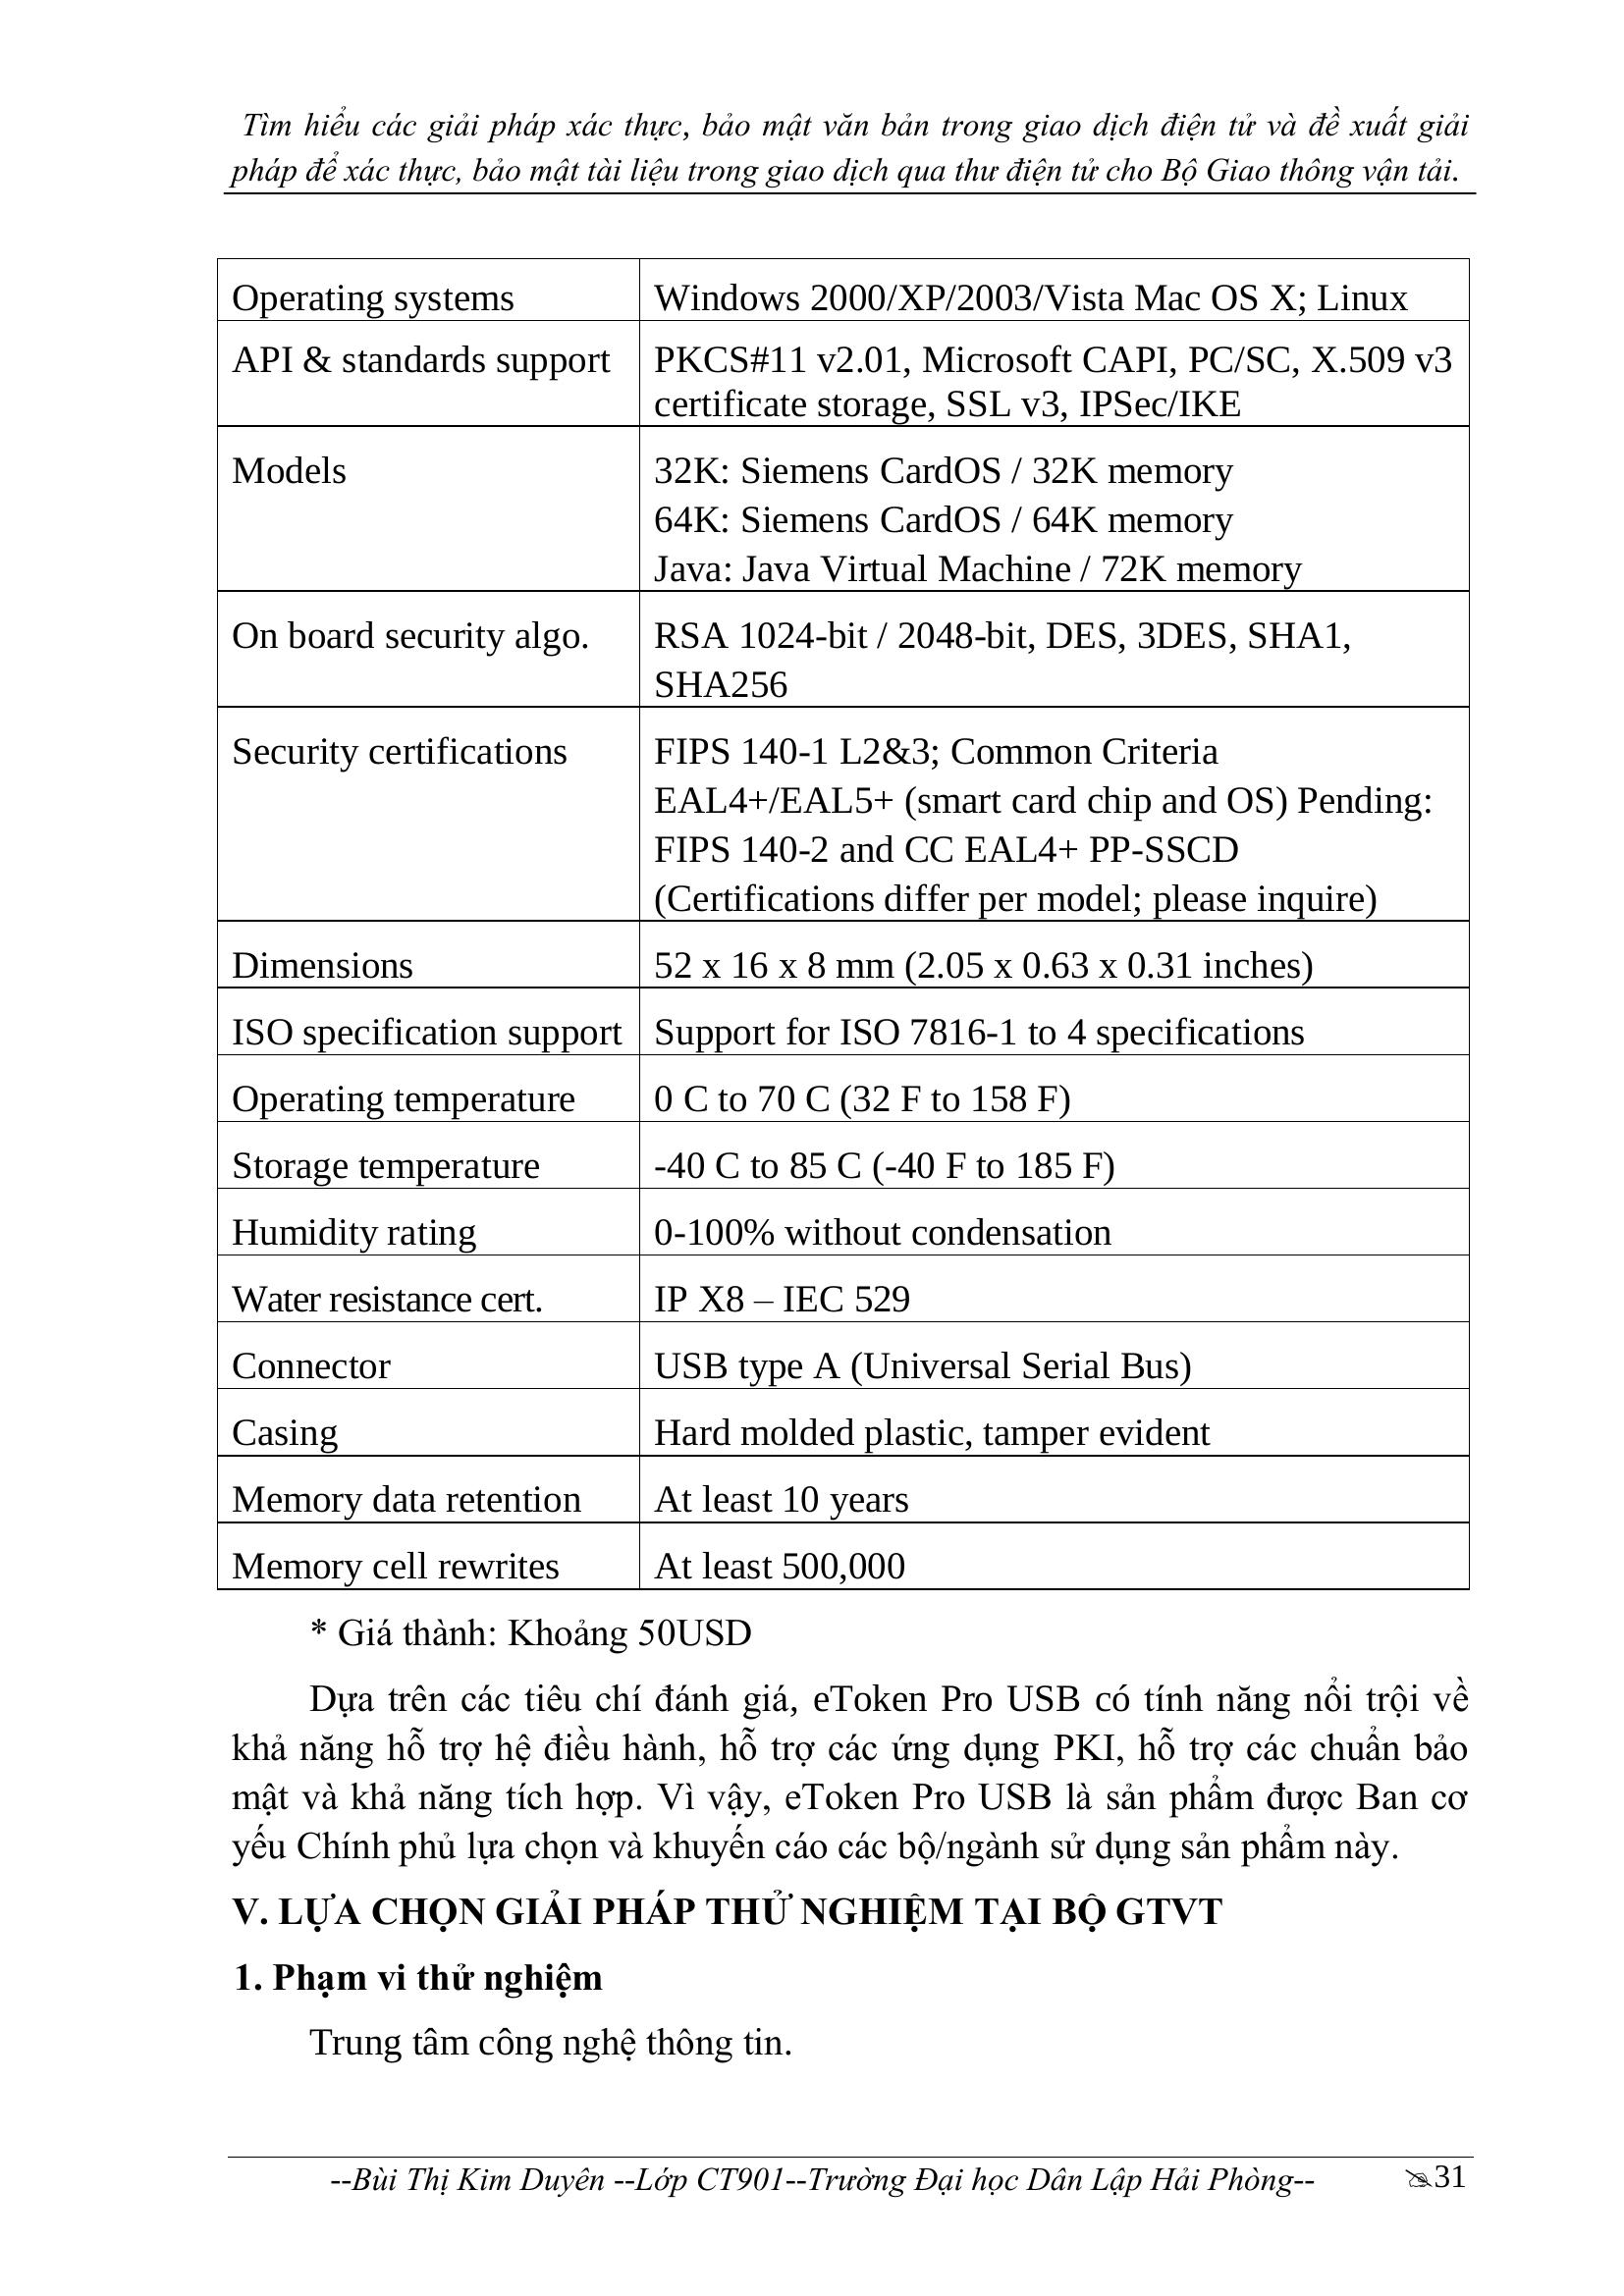 Tìm hiểu các giải pháp xác thực, bảo mật văn bản trong giao dịch điện tử và đề xuất giải
pháp để xác thực, bảo mật tài liệu trong giao dịch qua thư điện tử cho Bộ Giao thông vận tải.
Operating systems Windows 2000/XP/2003/Vista Mac OS X; Linux
API & standards support PKCS#11 v2.01, Microsoft CAPI, PC/SC, X.509 v3
certificate storage, SSL v3, IPSec/IKE
Models 32K: Siemens CardOS / 32K memory
64K: Siemens CardOS / 64K memory
Java: Java Virtual Machine / 72K memory
On board security algo. RSA 1024-bit / 2048-bit, DES, 3DES, SHA1,
SHA256
Security certifications FIPS 140-1 L2&3; Common Criteria
EAL4+/EAL5+ (smart card chip and OS) Pending:
FIPS 140-2 and CC EAL4+ PP-SSCD
(Certifications differ per model; please inquire)
Dimensions 52 x 16 x 8 mm (2.05 x 0.63 x 0.31 inches)
ISO specification support Support for ISO 7816-1 to 4 specifications
Operating temperature 0 C to 70 C (32 F to 158 F)
Storage temperature -40 C to 85 C (-40 F to 185 F)
Humidity rating 0-100% without condensation
Water resistance cert. IP X8 – IEC 529
Connector USB type A (Universal Serial Bus)
Casing Hard molded plastic, tamper evident
Memory data retention At least 10 years
Memory cell rewrites At least 500,000
* Giá thành: Khoảng 50USD
Dựa trên các tiêu chí đánh giá, eToken Pro USB có tính năng nổi trội về
khả năng hỗ trợ hệ điều hành, hỗ trợ các ứng dụng PKI, hỗ trợ các chuẩn bảo
mật và khả năng tích hợp. Vì vậy, eToken Pro USB là sản phẩm được Ban cơ
yếu Chính phủ lựa chọn và khuyến cáo các bộ/ngành sử dụng sản phẩm này.
V. LỰA CHỌN GIẢI PHÁP THỬ NGHIỆM TẠI BỘ GTVT
1. Phạm vi thử nghiệm
Trung tâm công nghệ thông tin.
--Bùi Thị Kim Duyên --Lớp CT901--Trường Đại học Dân Lập Hải Phòng-- 31